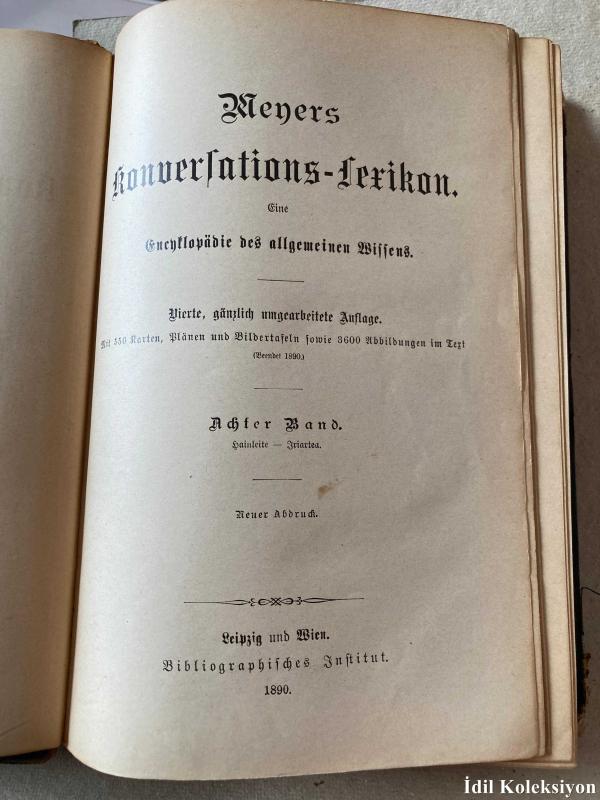 Meyers
Konversations-Lexikon.
Eine
Encyklopädie des allgemeinen Wissens.
Vierte, gänzlich umgearbeitete Auflage.
Mit 550 Karten, Plänen und Bildertafeln sowie 3600 Abbildungen im Text
(Beendet 1890.)
Achter Band.
Hainleite — Iriartea.
Neuer Abdruck.
Leipzig und Wien.
Bibliographisches Institut.
1890.
İdil Koleksiyon